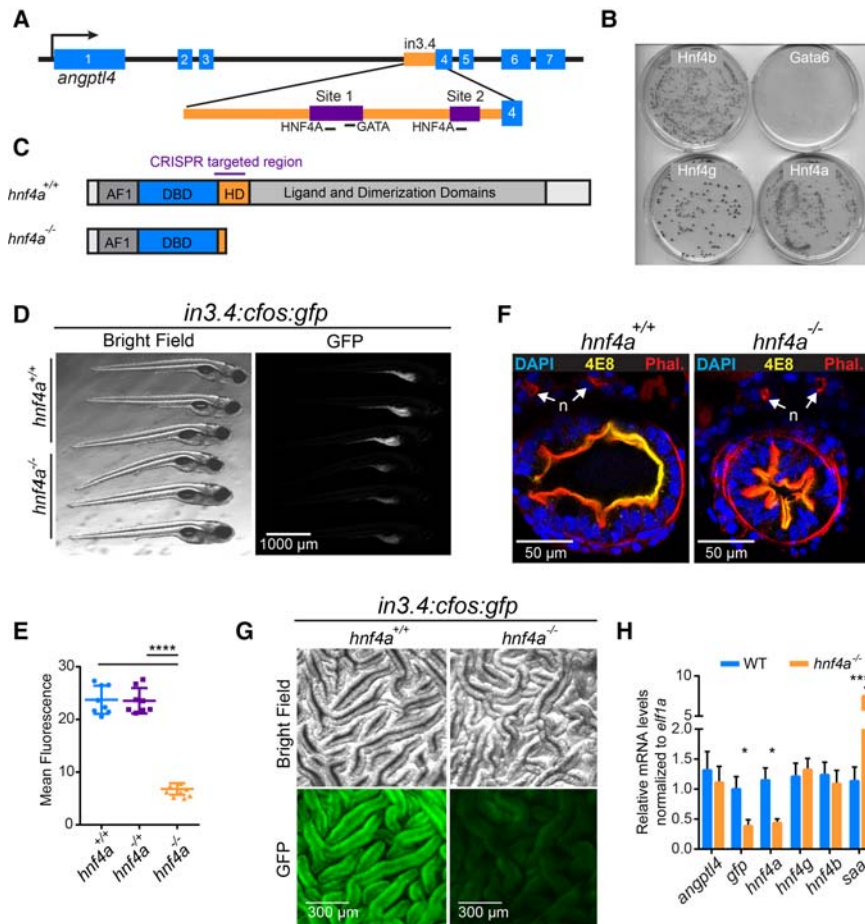 A
in3.4
1
2
3
4
5
6
7
angptl4
Site 1
Site 2
4
HNF4A
GATA
HNF4A
B
Hnf4b
Gata6
Hnf4g
Hnf4a
C
CRISPR targeted region
hnf4a+/+
AF1
DBD
HD
Ligand and Dimerization Domains
hnf4a-/-
AF1
DBD
D
in3.4:cfos:gfp
Bright Field
GFP
hnf4a+/+
hnf4a-/-
1000 µm
F
hnf4a+/+
hnf4a-/-
DAPI
4E8
Phal.
DAPI
4E8
Phal.
n
n
50 µm
50 µm
E
****
30
20
10
0
Mean Fluorescence
hnf4a+/+
hnf4a-/+
hnf4a-/-
G
in3.4:cfos:gfp
hnf4a+/+
hnf4a-/-
Bright Field
GFP
300 µm
300 µm
H
WT
hnf4a-/-
10
5
1.5
1.0
0.5
0.0
Relative mRNA levels
normalized to elf1a
*
*
***
angptl4
gfp
hnf4a
hnf4g
hnf4b
saa